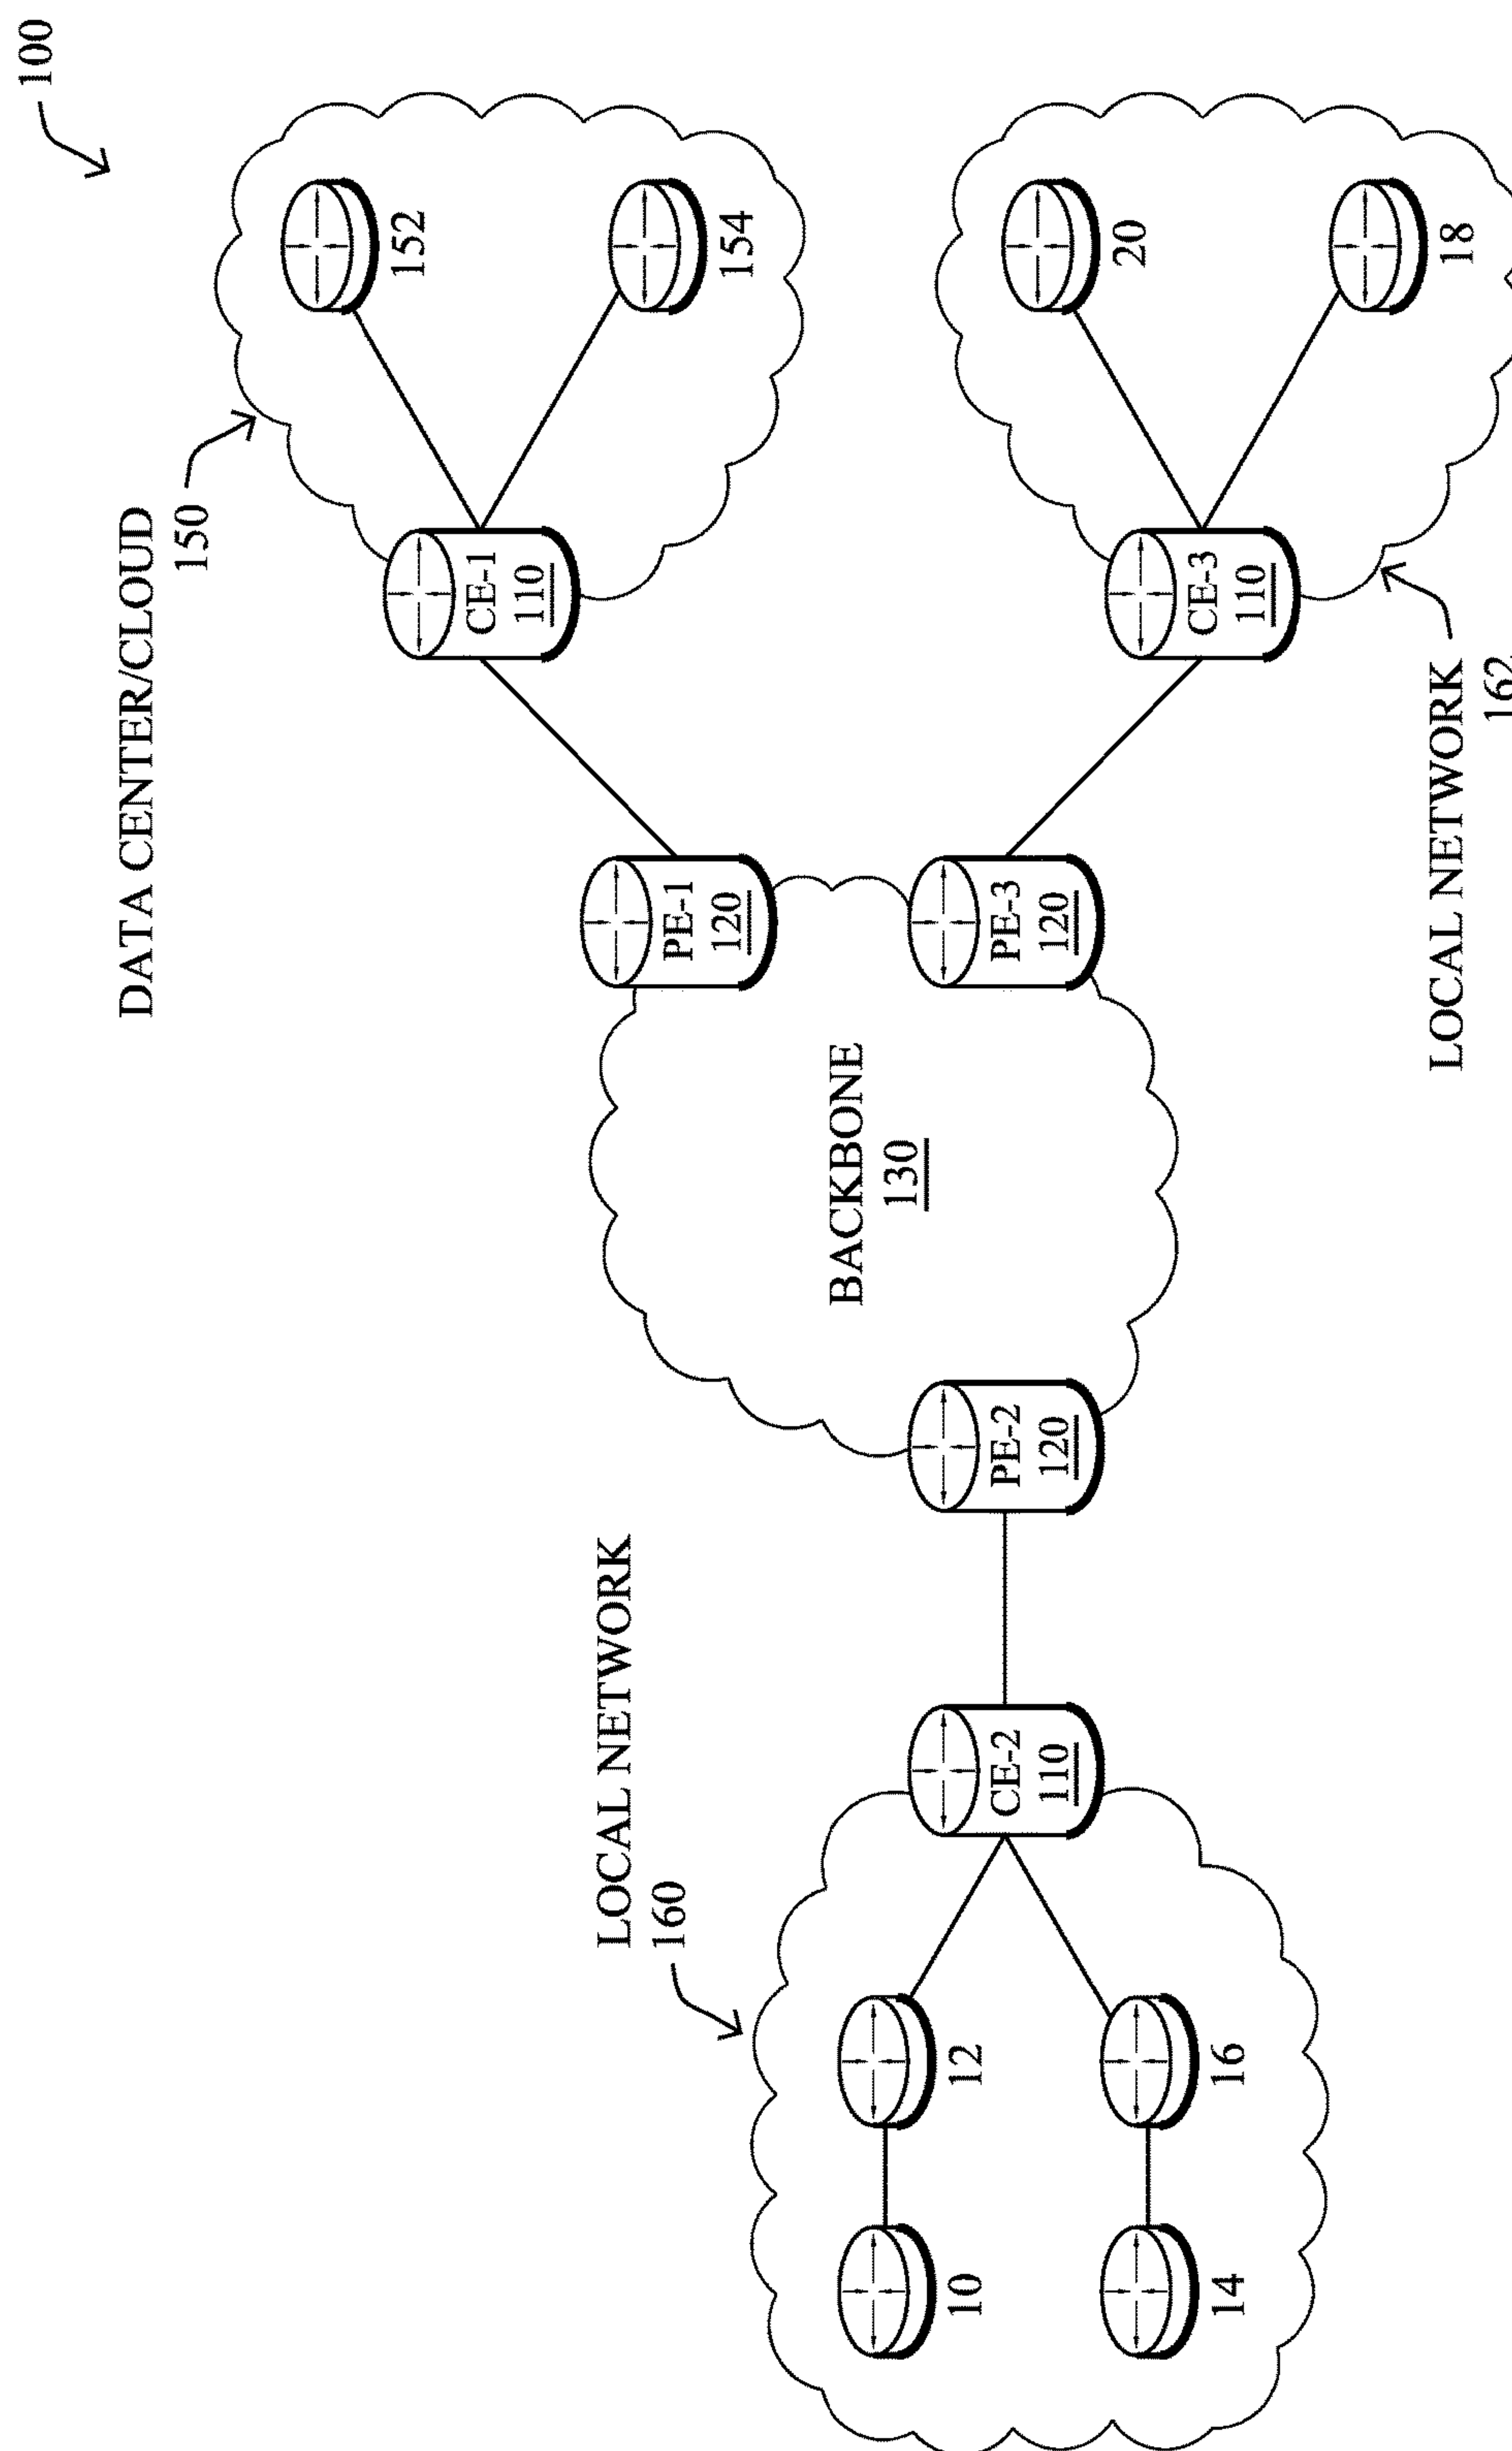 100
DATA CENTER/CLOUD
150
152
154
CE-1
110
PE-1
120
BACKBONE
130
PE-3
120
PE-2
120
CE-3
110
20
18
LOCAL NETWORK
162
LOCAL NETWORK
160
CE-2
110
12
10
16
14